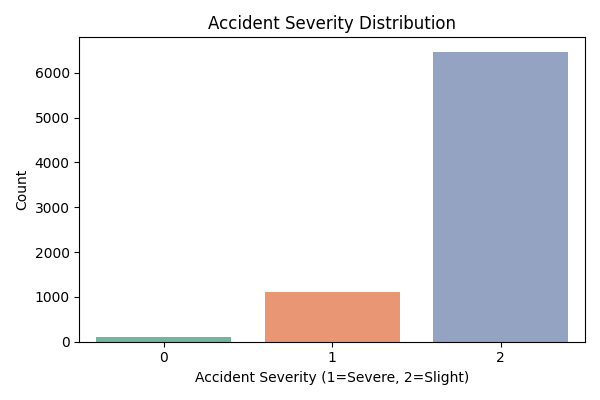 Accident Severity Distribution
6000
5000
4000
3000
2000
1000
0
Count
0 1 2
Accident Severity (1=Severe, 2=Slight)